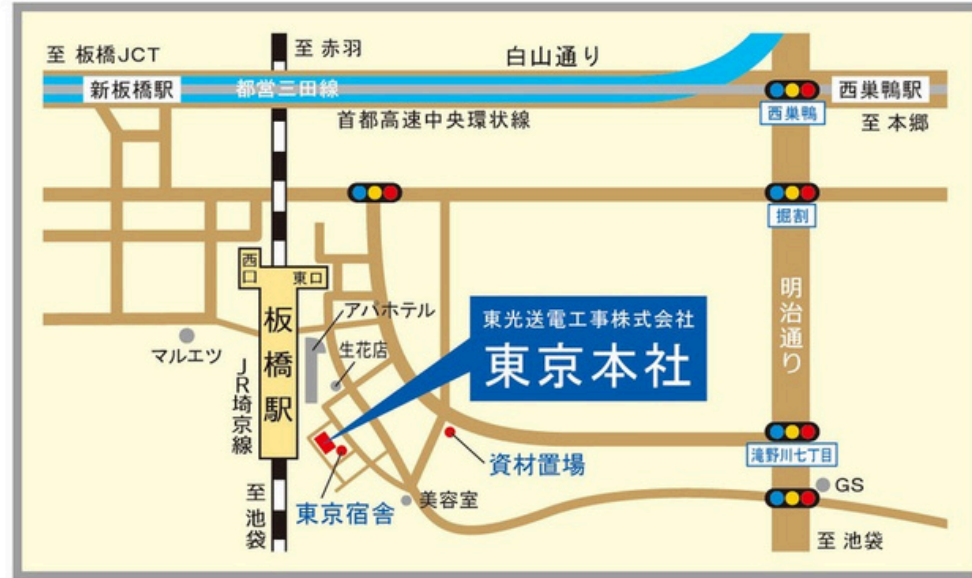 至 板橋JCT
至 赤羽
白山通り
新板橋駅
都営三田線
西巣鴨駅
西巣鴨
首都高速中央環状線
至 本郷
掘割
西口
東口
板橋駅
アパホテル
生花店
マルエツ
JR埼京線
東光送電工事株式会社
東京本社
明治通り
滝野川七丁目
資材置場
GS
美容室
東京宿舎
至 池袋
至 池袋